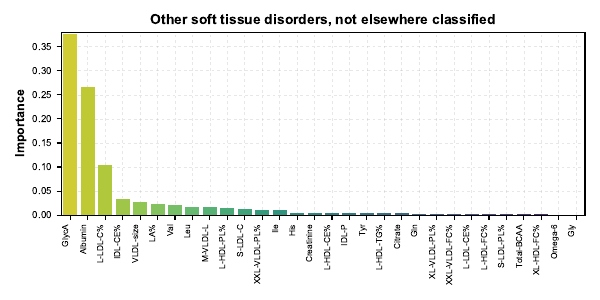 Other soft tissue disorders, not elsewhere classified
Importance
0.35
0.30
0.25
0.20
0.15
0.10
0.05
0.00
GlycA
Albumin
L-LDL-C%
IDL-CE%
VLDL-size
LA%
Val
Leu
M-VLDL-L
L-HDL-PL%
S-LDL-C
XXL-VLDL-PL%
Ile
His
Creatinine
L-HDL-CE%
IDL-P
Tyr
L-HDL-TG%
Citrate
Gln
XL-VLDL-PL%
XXL-VLDL-FC%
L-LDL-CE%
L-HDL-FC%
S-LDL-PL%
Total-BCAA
XL-HDL-FC%
Omega-6
Gly